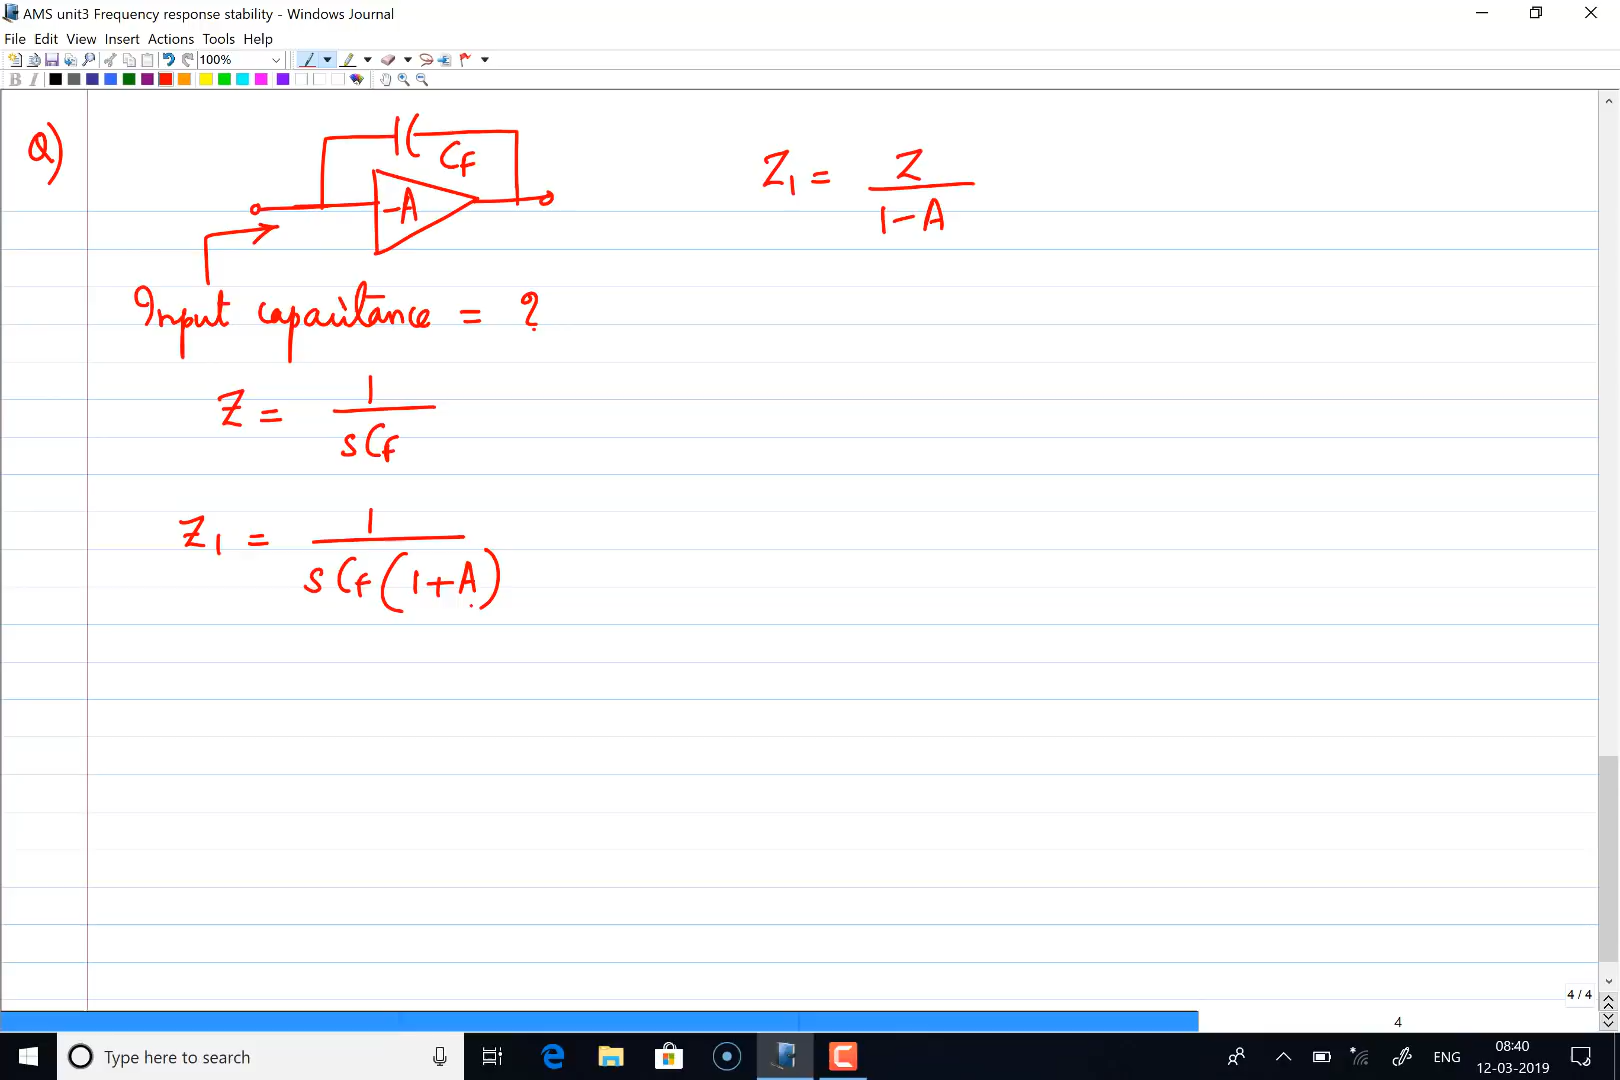 AMS unit3 Frequency response stability - Windows Journal
File Edit View Insert Actions Tools Help
100%
B I
Q)
Cf
-A
Z1 = Z / 1-A
Input capacitance = ?
Z = 1 / sCf
Z1 = 1 / sCf(1+A)
4 / 4
4
Type here to search
ENG
08:40
12-03-2019